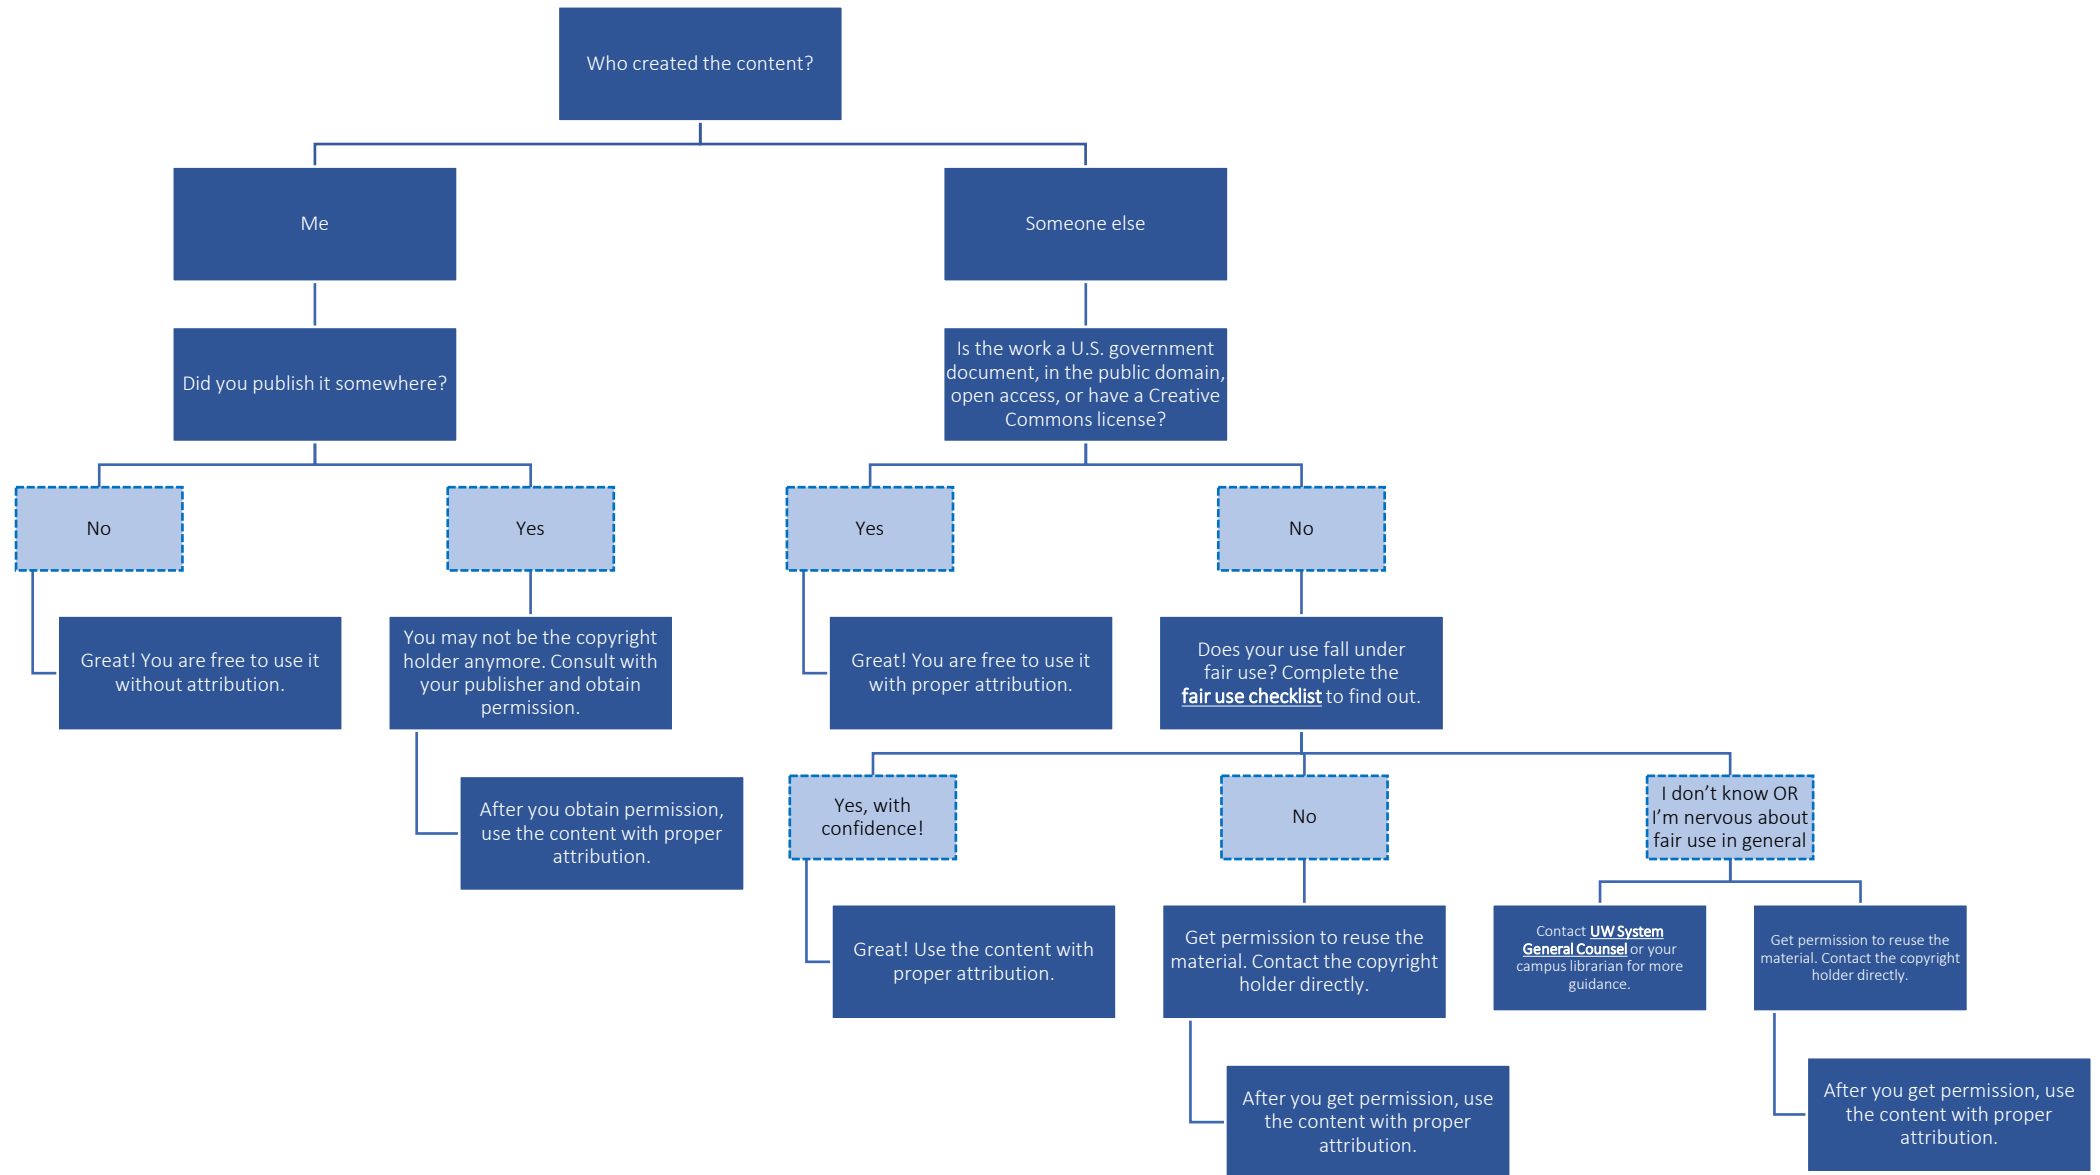 Who created the content?
Me
Someone else
Did you publish it somewhere?
Is the work a U.S. government
document, in the public domain,
open access, or have a Creative
Commons license?
No
Yes
Yes
No
Great! You are free to use it
without attribution.
You may not be the copyright
holder anymore. Consult with
your publisher and obtain
permission.
Great! You are free to use it
with proper attribution.
Does your use fall under
fair use? Complete the
fair use checklist to find out.
After you obtain permission,
use the content with proper
attribution.
Yes, with
confidence!
No
I don’t know OR
I’m nervous about
fair use in general
Great! Use the content with
proper attribution.
Get permission to reuse the
material. Contact the copyright
holder directly.
Contact UW System
General Counsel or your
campus librarian for more
guidance.
Get permission to reuse the
material. Contact the copyright
holder directly.
After you get permission, use
the content with proper
attribution.
After you get permission, use
the content with proper
attribution.